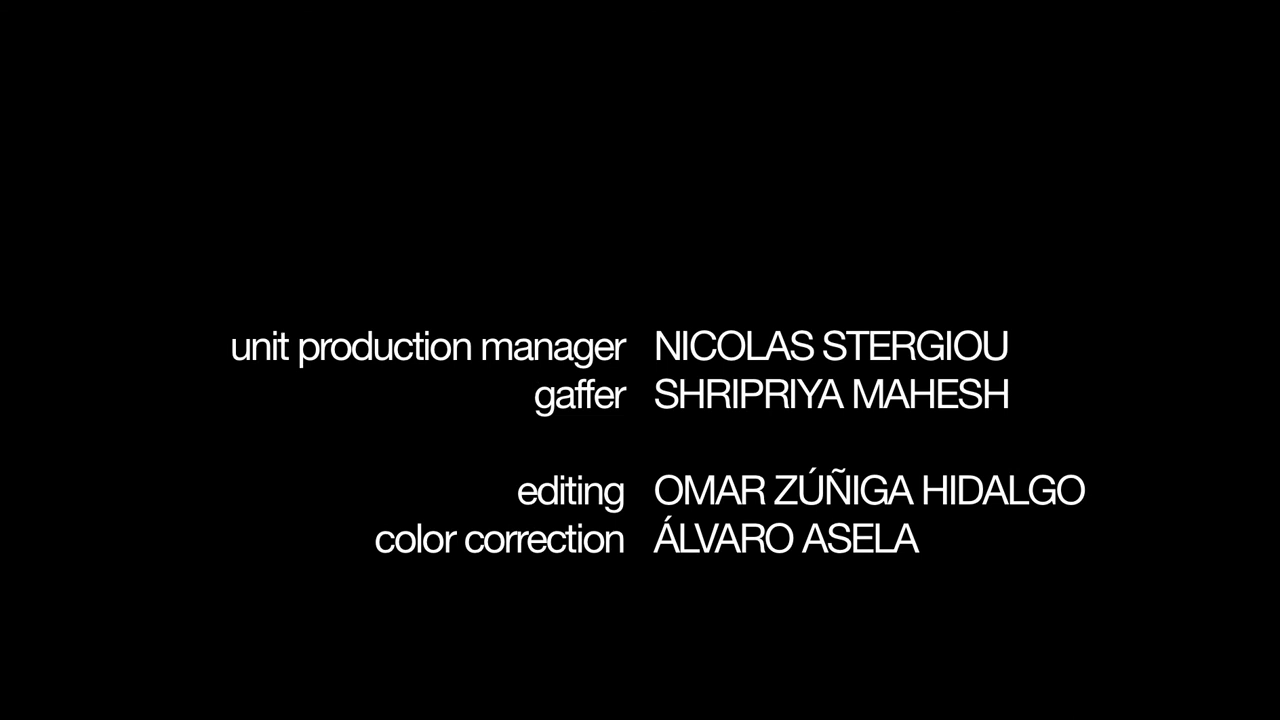 unit production manager NICOLAS STERGIOU
gaffer SHRIPRIYA MAHESH
editing OMAR ZÚÑIGA HIDALGO
color correction ÁLVARO ASELA